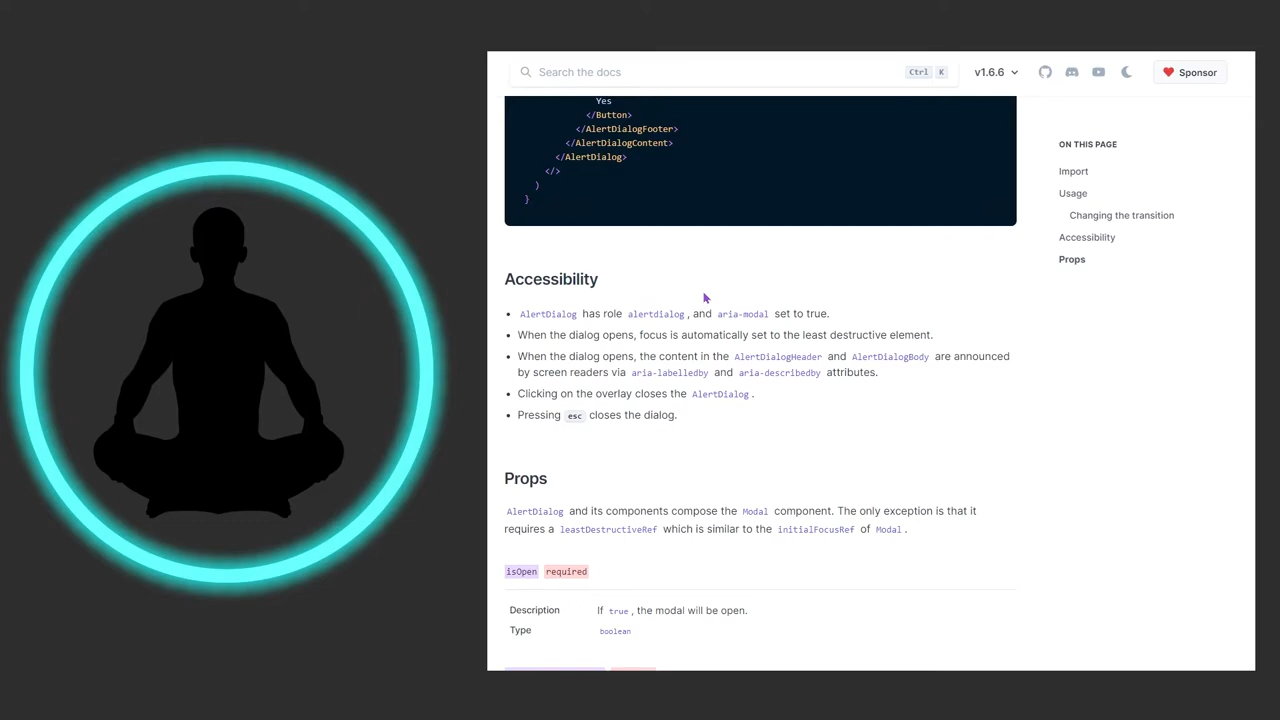 Search the docs
Ctrl K
v1.6.6
Sponsor
Yes
</Button>
</AlertDialogFooter>
</AlertDialogContent>
</AlertDialog>
</>
)
}
ON THIS PAGE
Import
Usage
Changing the transition
Accessibility
Props
Accessibility
AlertDialog has role alertdialog, and aria-modal set to true.
When the dialog opens, focus is automatically set to the least destructive element.
When the dialog opens, the content in the AlertDialogHeader and AlertDialogBody are announced
by screen readers via aria-labelledby and aria-describedby attributes.
Clicking on the overlay closes the AlertDialog.
Pressing esc closes the dialog.
Props
AlertDialog and its components compose the Modal component. The only exception is that it
requires a leastDestructiveRef which is similar to the initialFocusRef of Modal.
isOpen required
Description If true, the modal will be open.
Type boolean